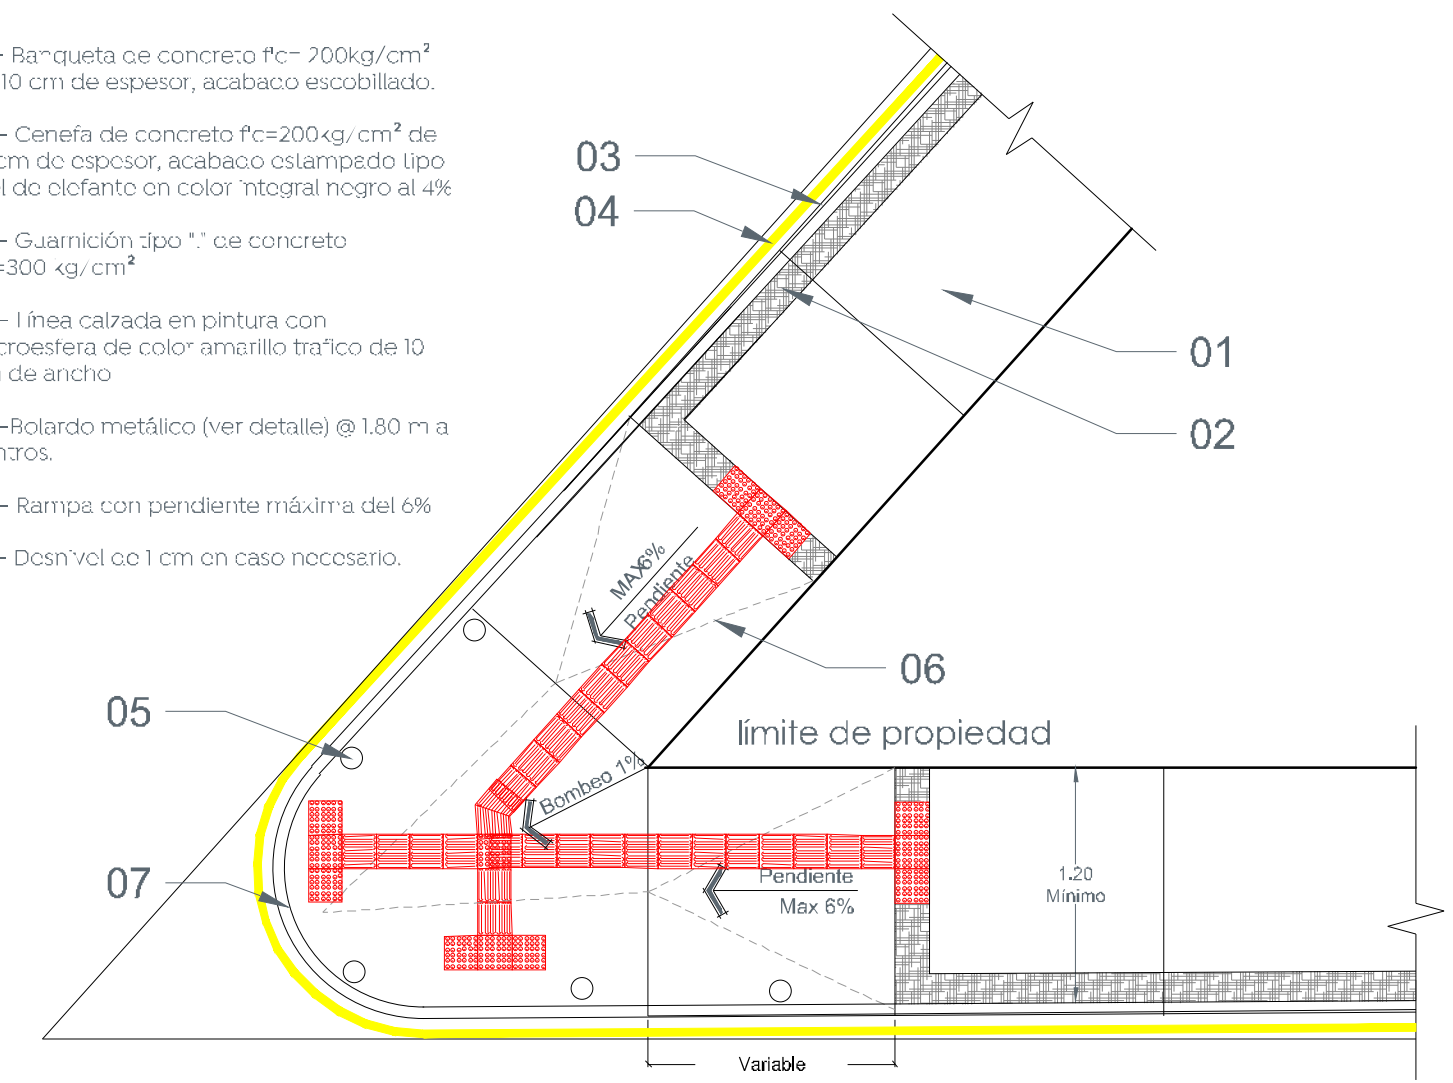 - Banqueta de concreto f'c= 200kg/cm²
10 cm de espesor, acabado escobillado.
- Cenefa de concreto f'c=200kg/cm² de
cm de espesor, acabado estampado tipo
l de elefante en color integral negro al 4%
- Guarnición tipo "L" de concreto
=300 kg/cm²
- Línea calzada en pintura con
croesfera de color amarillo trafico de 10
de ancho
-Bolardo metálico (ver detalle) @ 1.80 m a
ntros.
- Rampa con pendiente máxima del 6%
- Desnivel de 1 cm en caso necesario.
03
04
01
02
MAX6%
Pendiente
06
05
límite de propiedad
Bombeo 1%
07
Pendiente
Max 6%
1.20
Mínimo
Variable